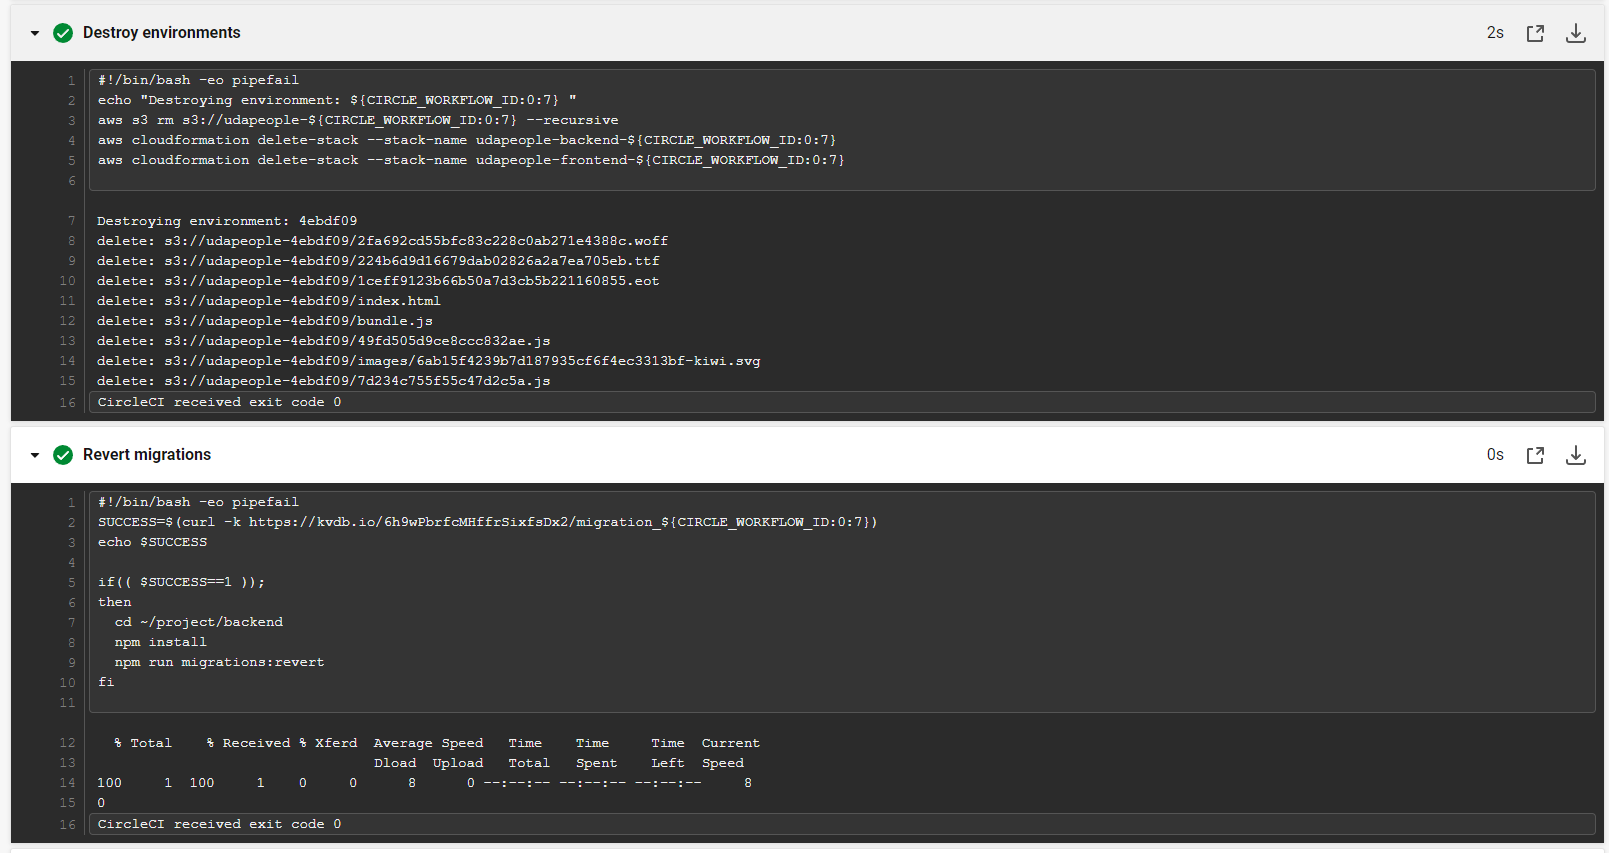 Destroy environments 2s
1 #!/bin/bash -eo pipefail
2 echo "Destroying environment: ${CIRCLE_WORKFLOW_ID:0:7} "
3 aws s3 rm s3://udapeople-${CIRCLE_WORKFLOW_ID:0:7} --recursive
4 aws cloudformation delete-stack --stack-name udapeople-backend-${CIRCLE_WORKFLOW_ID:0:7}
5 aws cloudformation delete-stack --stack-name udapeople-frontend-${CIRCLE_WORKFLOW_ID:0:7}
6
7 Destroying environment: 4ebdf09
8 delete: s3://udapeople-4ebdf09/2fa692cd55bfc83c228c0ab271e4388c.woff
9 delete: s3://udapeople-4ebdf09/224b6d9d16679dab02826a2a7ea705eb.ttf
10 delete: s3://udapeople-4ebdf09/1ceff9123b66b50a7d3cb5b221160855.eot
11 delete: s3://udapeople-4ebdf09/index.html
12 delete: s3://udapeople-4ebdf09/bundle.js
13 delete: s3://udapeople-4ebdf09/49fd505d9ce8ccc832ae.js
14 delete: s3://udapeople-4ebdf09/images/6ab15f4239b7d187935cf6f4ec3313bf-kiwi.svg
15 delete: s3://udapeople-4ebdf09/7d234c755f55c47d2c5a.js
16 CircleCI received exit code 0
Revert migrations 0s
1 #!/bin/bash -eo pipefail
2 SUCCESS=$(curl -k https://kvdb.io/6h9wPbrfcMHffrSixfsDx2/migration_${CIRCLE_WORKFLOW_ID:0:7})
3 echo $SUCCESS
4
5 if(( $SUCCESS==1 ));
6 then
7 cd ~/project/backend
8 npm install
9 npm run migrations:revert
10 fi
11
12 % Total % Received % Xferd Average Speed Time Time Time Current
13 Dload Upload Total Spent Left Speed
14 100 1 100 1 0 0 8 0 --:--:-- --:--:-- --:--:-- 8
15 0
16 CircleCI received exit code 0